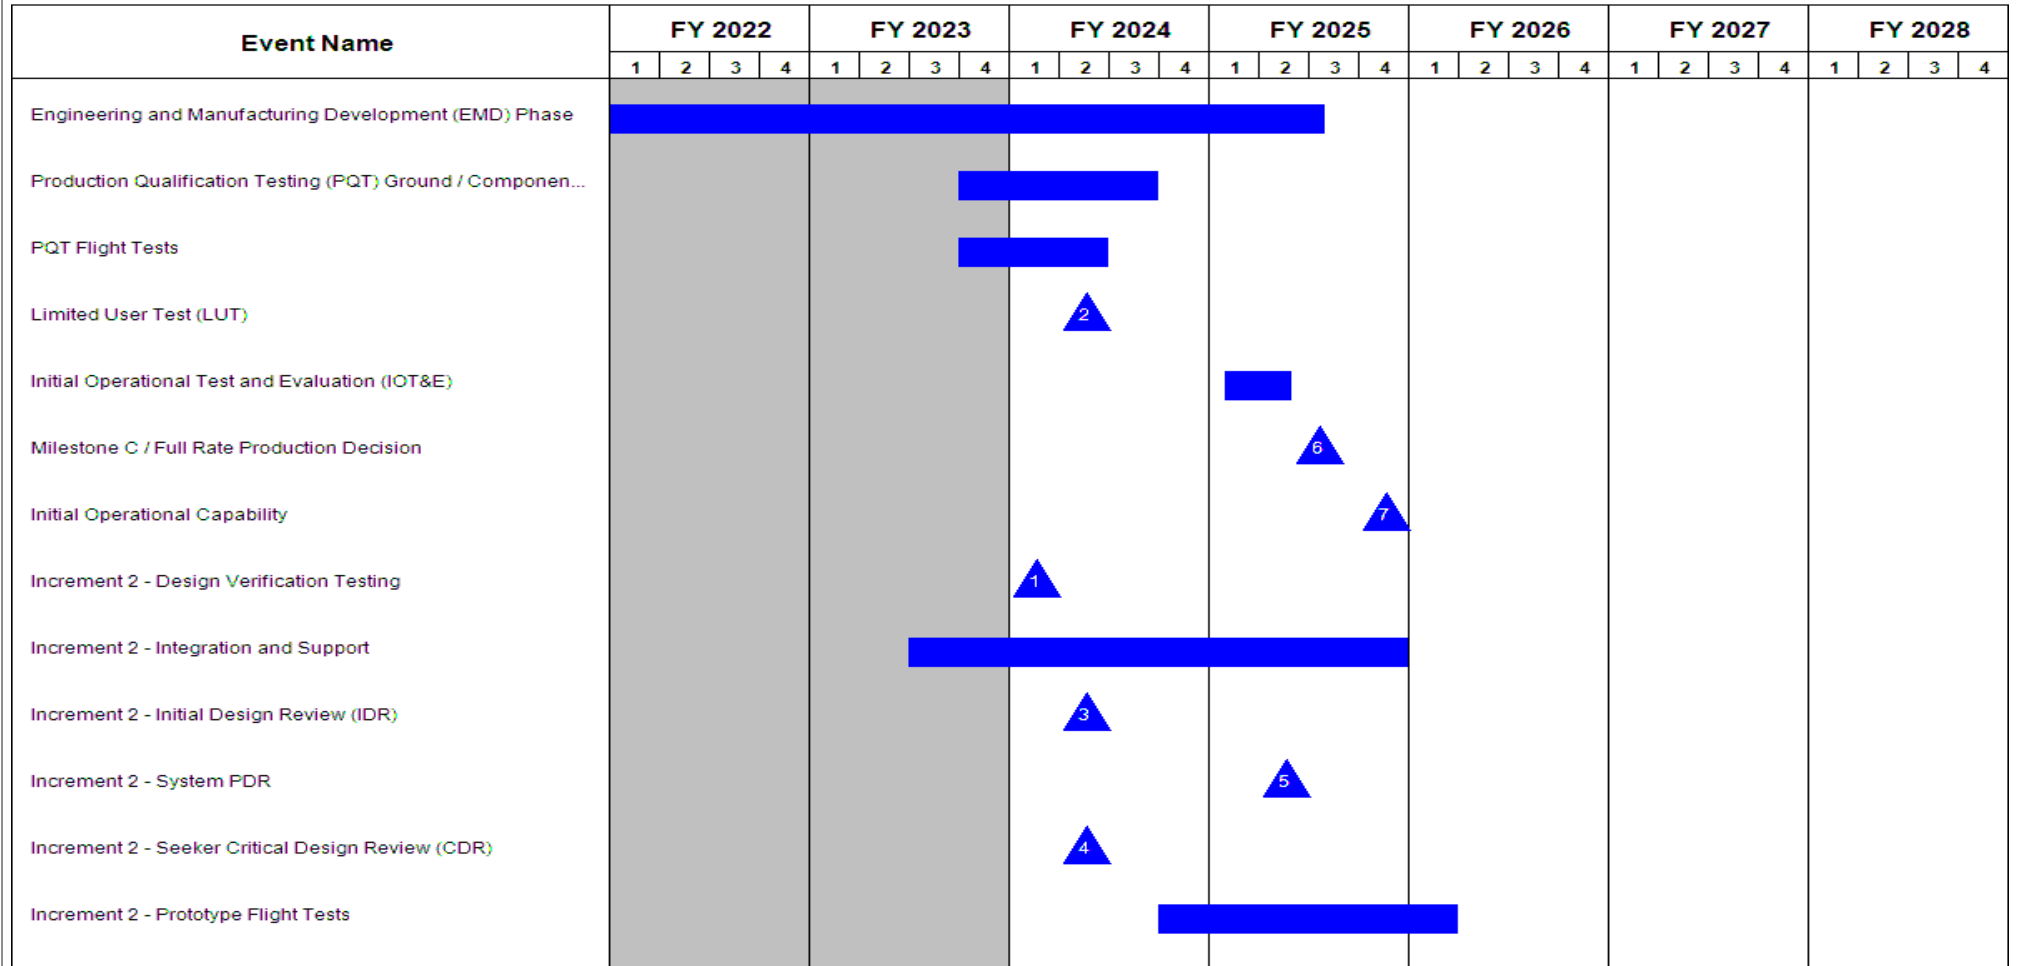 Event Name
FY 2022 FY 2023 FY 2024 FY 2025 FY 2026 FY 2027 FY 2028
1 2 3 4 1 2 3 4 1 2 3 4 1 2 3 4 1 2 3 4 1 2 3 4 1 2 3 4
Engineering and Manufacturing Development (EMD) Phase
Production Qualification Testing (PQT) Ground / Componen...
PQT Flight Tests
Limited User Test (LUT) 2
Initial Operational Test and Evaluation (IOT&E)
Milestone C / Full Rate Production Decision 6
Initial Operational Capability 7
Increment 2 - Design Verification Testing 1
Increment 2 - Integration and Support
Increment 2 - Initial Design Review (IDR) 3
Increment 2 - System PDR 5
Increment 2 - Seeker Critical Design Review (CDR) 4
Increment 2 - Prototype Flight Tests